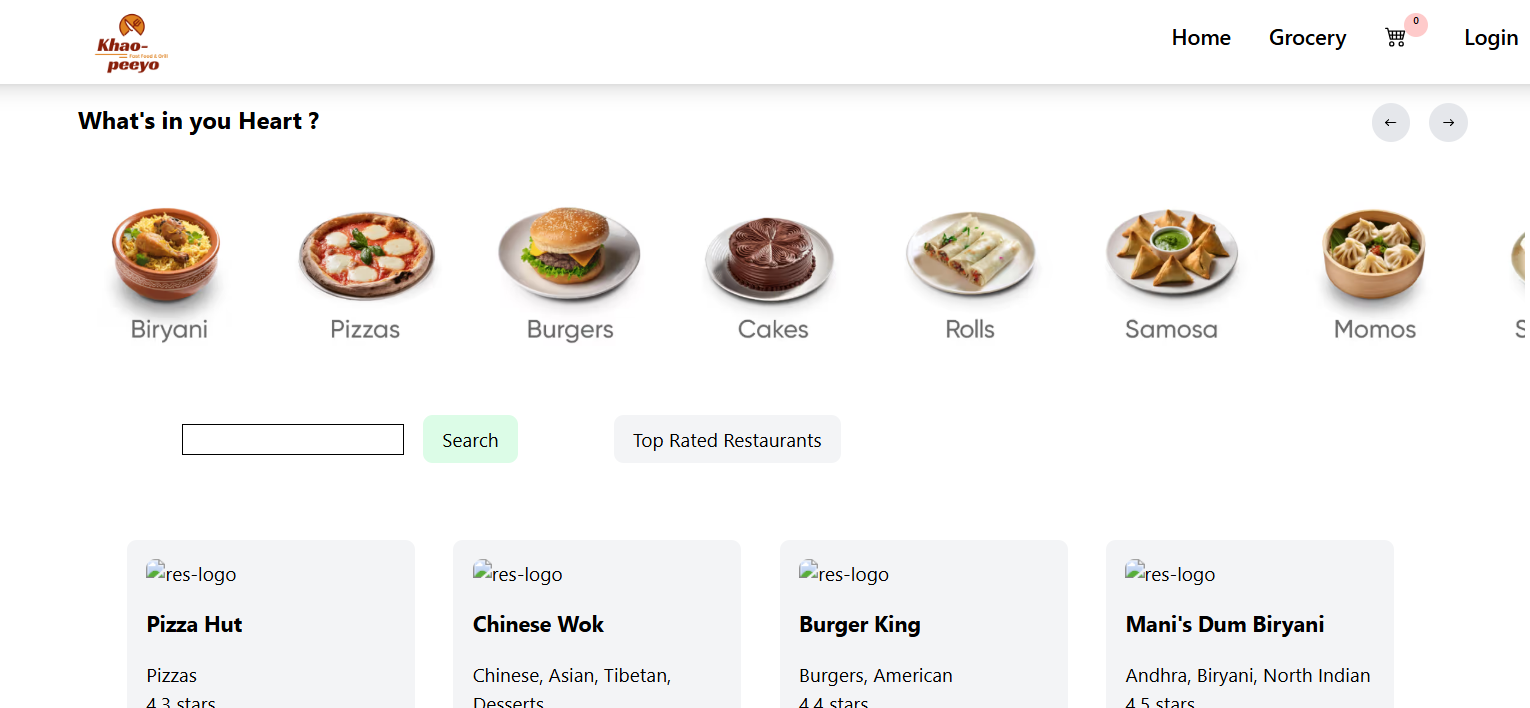 Khao-
Fast Food & Grill
peeyo
Home Grocery 0 Login
What's in you Heart ?
← →
Biryani Pizzas Burgers Cakes Rolls Samosa Momos S
Search Top Rated Restaurants
res-logo res-logo res-logo res-logo
Pizza Hut Chinese Wok Burger King Mani's Dum Biryani
Pizzas Chinese, Asian, Tibetan, Burgers, American Andhra, Biryani, North Indian
4.3 stars Desserts 4.4 stars 4.5 stars